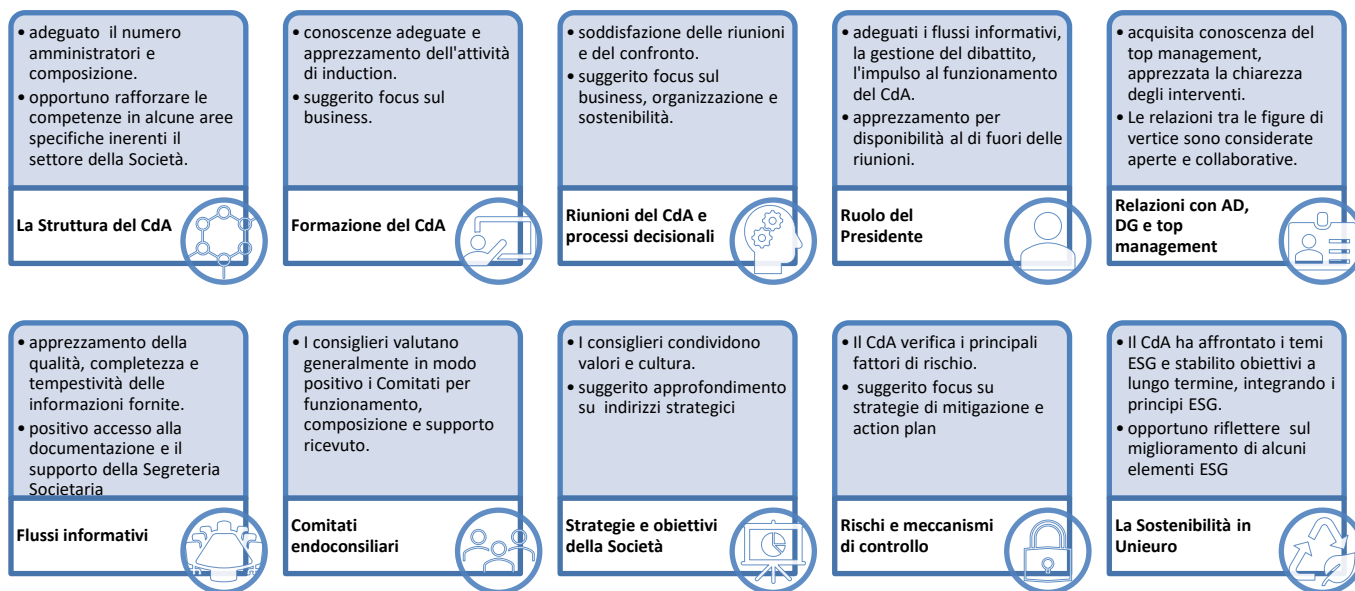 • adeguato il numero
amministratori e
composizione.
• opportuno rafforzare le
competenze in alcune aree
specifiche inerenti il
settore della Società.
La Struttura del CdA
• conoscenze adeguate e
apprezzamento dell'attività
di induction.
• suggerito focus sul
business.
Formazione del CdA
• soddisfazione delle riunioni
e del confronto.
• suggerito focus sul
business, organizzazione e
sostenibilità.
Riunioni del CdA e
processi decisionali
• adeguati i flussi informativi,
la gestione del dibattito,
l'impulso al funzionamento
del CdA.
• apprezzamento per
disponibilità al di fuori delle
riunioni.
Ruolo del
Presidente
• acquisita conoscenza del
top management,
apprezzata la chiarezza
degli interventi.
• Le relazioni tra le figure di
vertice sono considerate
aperte e collaborative.
Relazioni con AD,
DG e top
management
• apprezzamento della
qualità, completezza e
tempestività delle
informazioni fornite.
• positivo accesso alla
documentazione e il
supporto della Segreteria
Societaria
Flussi informativi
• I consiglieri valutano
generalmente in modo
positivo i Comitati per
funzionamento,
composizione e supporto
ricevuto.
Comitati
endoconsiliari
• I consiglieri condividono
valori e cultura.
• suggerito approfondimento
su indirizzi strategici
Strategie e obiettivi
della Società
• Il CdA verifica i principali
fattori di rischio.
• suggerito focus su
strategie di mitigazione e
action plan
Rischi e meccanismi
di controllo
• Il CdA ha affrontato i temi
ESG e stabilito obiettivi a
lungo termine, integrando i
principi ESG.
• opportuno riflettere sul
miglioramento di alcuni
elementi ESG
La Sostenibilità in
Unieuro